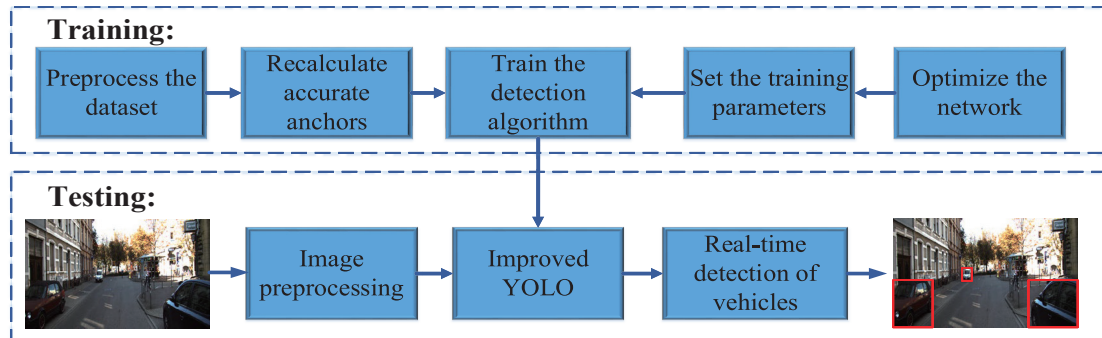 Training:
Preprocess the
dataset
Recalculate
accurate
anchors
Train the
detection
algorithm
Set the training
parameters
Optimize the
network
Testing:
Image
preprocessing
Improved
YOLO
Real-time
detection of
vehicles